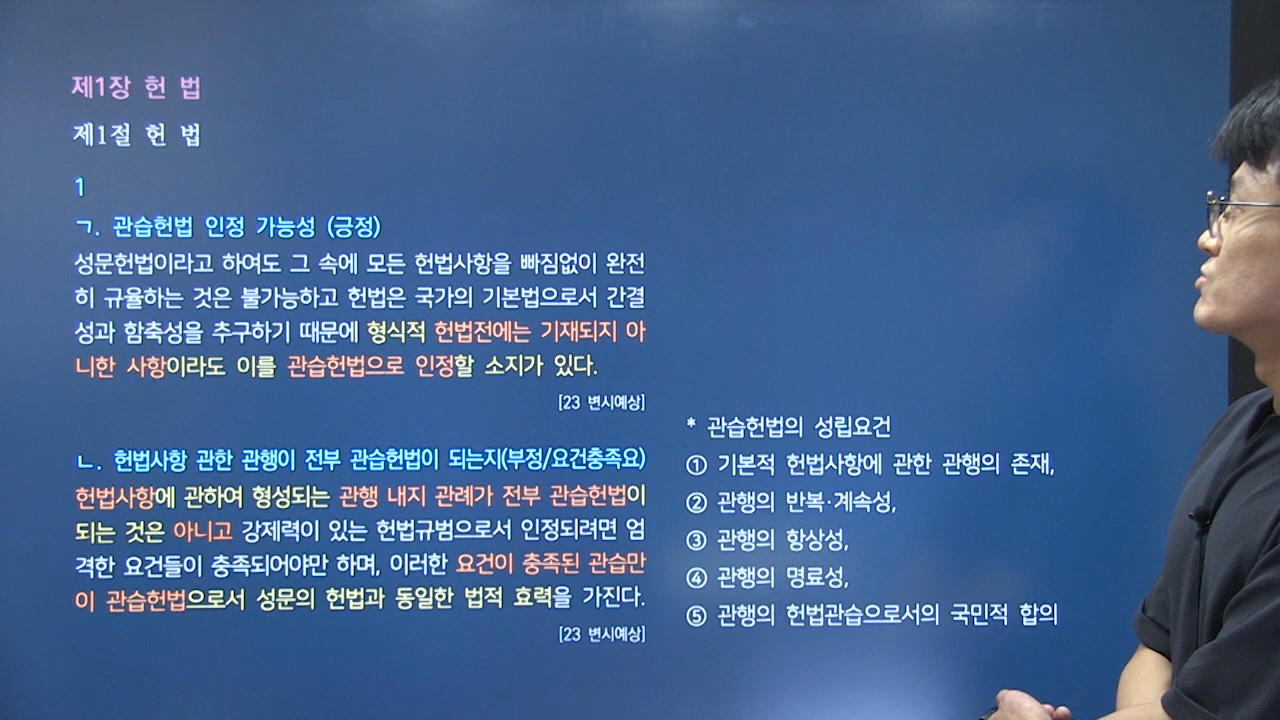 제1장 헌 법
제1절 헌 법
1
ㄱ. 관습헌법 인정 가능성 (긍정)
성문헌법이라고 하여도 그 속에 모든 헌법사항을 빠짐없이 완전
히 규율하는 것은 불가능하고 헌법은 국가의 기본법으로서 간결
성과 함축성을 추구하기 때문에 형식적 헌법전에는 기재되지 아
니한 사항이라도 이를 관습헌법으로 인정할 소지가 있다.
[23 변시예상]
ㄴ. 헌법사항 관한 관행이 전부 관습헌법이 되는지(부정/요건충족요)
헌법사항에 관하여 형성되는 관행 내지 관례가 전부 관습헌법이
되는 것은 아니고 강제력이 있는 헌법규범으로서 인정되려면 엄
격한 요건들이 충족되어야만 하며, 이러한 요건이 충족된 관습만
이 관습헌법으로서 성문의 헌법과 동일한 법적 효력을 가진다.
[23 변시예상]
* 관습헌법의 성립요건
① 기본적 헌법사항에 관한 관행의 존재,
② 관행의 반복·계속성,
③ 관행의 항상성,
④ 관행의 명료성,
⑤ 관행의 헌법관습으로서의 국민적 합의